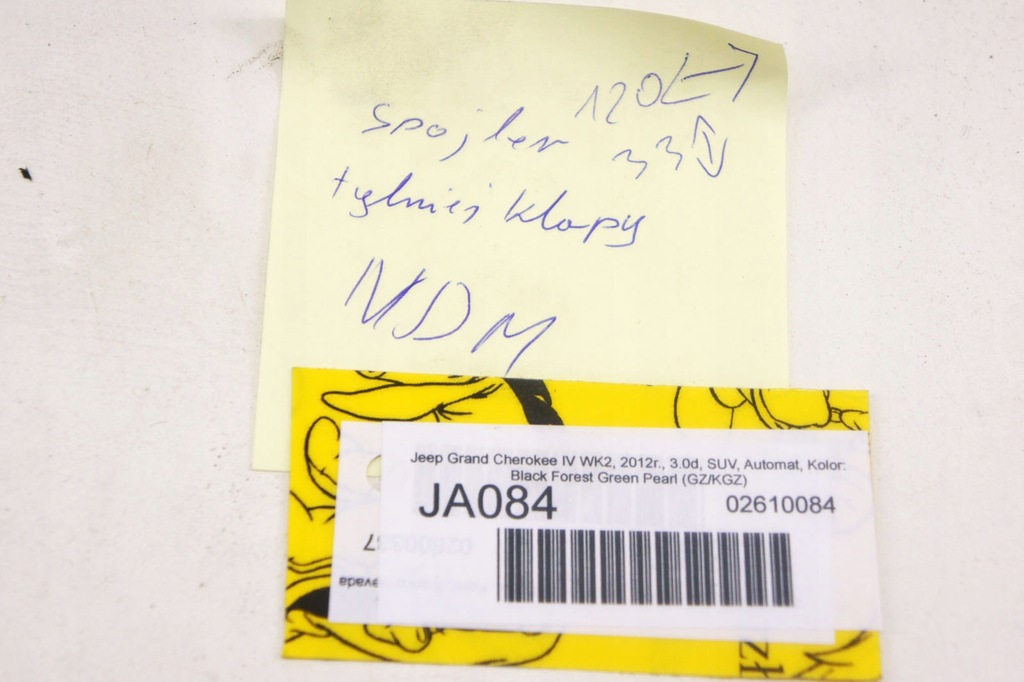 120 ↔
Spojler 33 ↕
tylniej klapy
NDM
Jeep Grand Cherokee IV WK2, 2012r., 3.0d, SUV, Automat, Kolor:
Black Forest Green Pearl (GZ/KGZ)
JA084 02610084